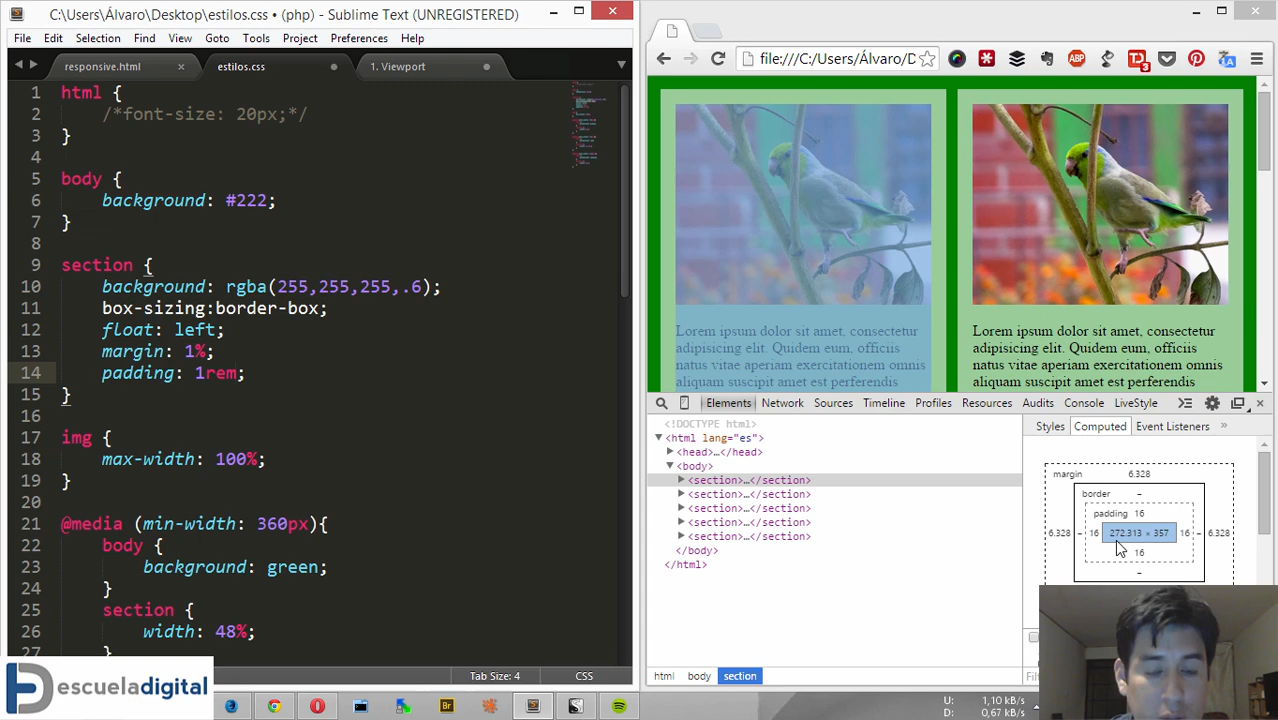 C:\Users\Álvaro\Desktop\estilos.css • (php) - Sublime Text (UNREGISTERED)
File Edit Selection Find View Goto Tools Project Preferences Help
responsive.html × estilos.css 1. Viewport
1 html {
2 /*font-size: 20px;*/
3 }
4
5 body {
6 background: #222;
7 }
8
9 section {
10 background: rgba(255,255,255,.6);
11 box-sizing:border-box;
12 float: left;
13 margin: 1%;
14 padding: 1rem;
15 }
16
17 img {
18 max-width: 100%;
19 }
20
21 @media (min-width: 360px){
22 body {
23 background: green;
24 }
25 section {
26 width: 48%;
27 }
Tab Size: 4 CSS
escueladigital
Br
file:///C:/Users/Álvaro/D
ABP
3
Lorem ipsum dolor sit amet, consectetur
adipisicing elit. Quidem eum, officiis
natus vitae aperiam exercitationem omnis
aliquam suscipit amet est perferendis
Lorem ipsum dolor sit amet, consectetur
adipisicing elit. Quidem eum, officiis
natus vitae aperiam exercitationem omnis
aliquam suscipit amet est perferendis
Elements Network Sources Timeline Profiles Resources Audits Console LiveStyle
<!DOCTYPE html>
<html lang="es">
<head>…</head>
<body>
<section>…</section>
<section>…</section>
<section>…</section>
<section>…</section>
<section>…</section>
</body>
</html>
html body section
Styles Computed Event Listeners »
margin 6.328
border –
padding 16
6.328 – 16 272.313 × 357 16 – 6.328
16
–
U: 1,10 kB/s
D: 0,67 kB/s